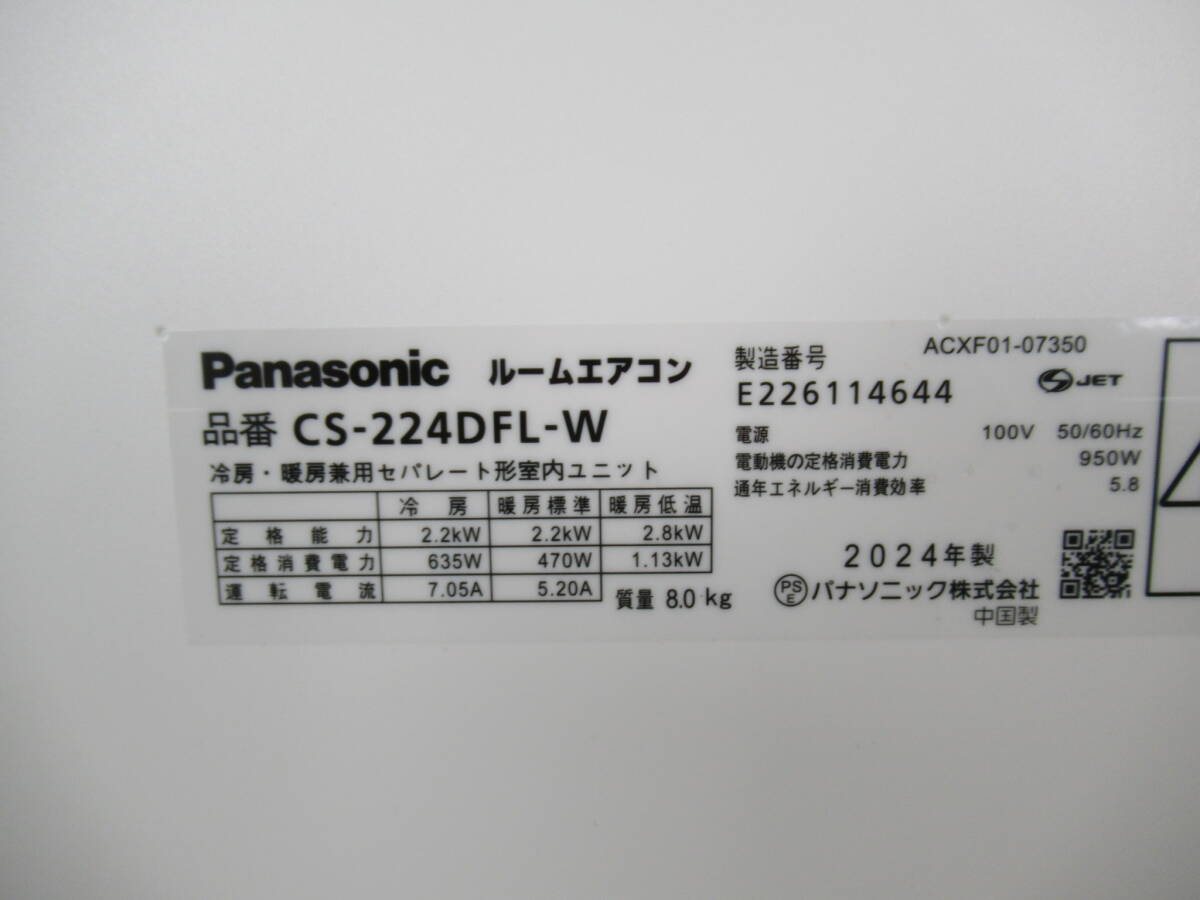 Panasonic ルームエアコン
品番 CS-224DFL-W
冷房・暖房兼用セパレート形室内ユニット
冷房 暖房標準 暖房低温
定格能力 2.2kW 2.2kW 2.8kW
定格消費電力 635W 470W 1.13kW
運転電流 7.05A 5.20A
質量 8.0 kg
ACXF01-07350
製造番号
E226114644
JET
電源 100V 50/60Hz
電動機の定格消費電力 950W
通年エネルギー消費効率 5.8
2024年製
PS E パナソニック株式会社
中国製